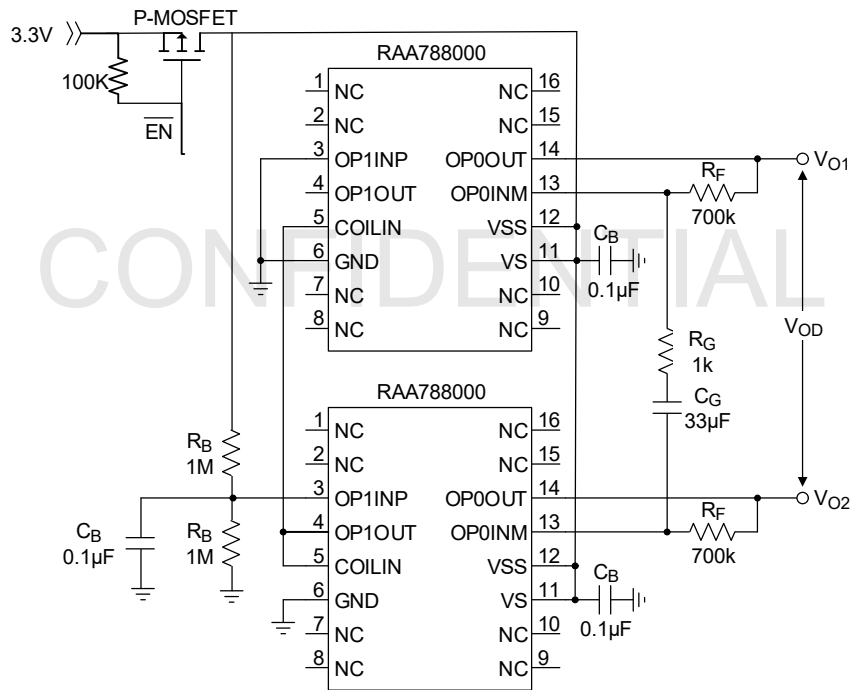 P-MOSFET
3.3V
100K
EN
RAA788000
1 NC
2 NC
3 OP1INP
4 OP1OUT
5 COILIN
6 GND
7 NC
8 NC
16 NC
15 NC
14 OP0OUT
13 OP0INM
12 VSS
11 VS
10 NC
9 NC
RF
700k
VO1
CB
0.1µF
CONFIDENTIAL
RG
1k
CG
33µF
VOD
RAA788000
1 NC
2 NC
3 OP1INP
4 OP1OUT
5 COILIN
6 GND
7 NC
8 NC
16 NC
15 NC
14 OP0OUT
13 OP0INM
12 VSS
11 VS
10 NC
9 NC
RB
1M
CB
0.1µF
RB
1M
RF
700k
VO2
CB
0.1µF